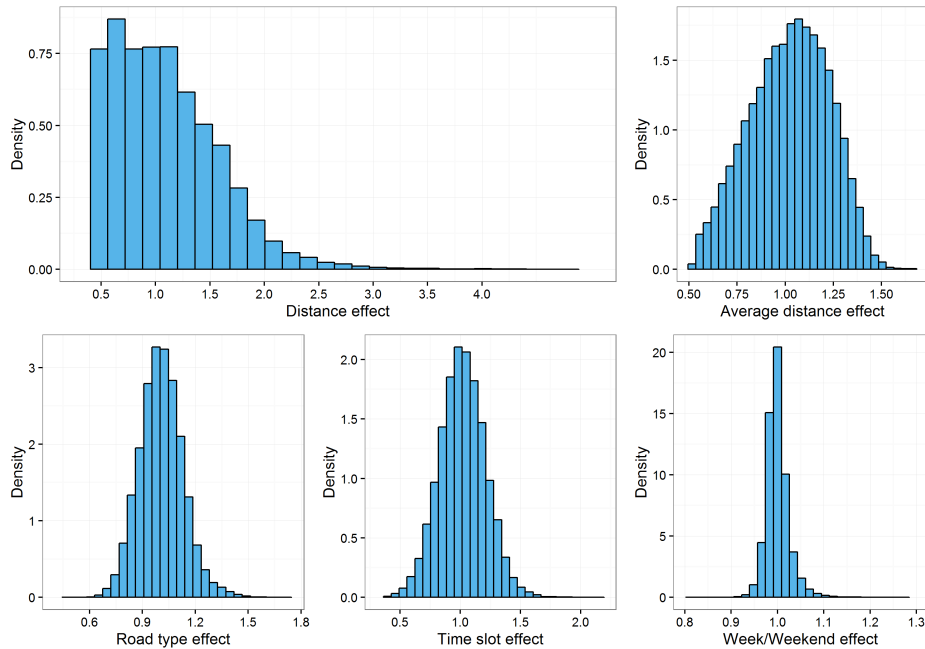 Density
0.75
0.50
0.25
0.00
0.5 1.0 1.5 2.0 2.5 3.0 3.5 4.0
Distance effect
Density
1.5
1.0
0.5
0.0
0.50 0.75 1.00 1.25 1.50
Average distance effect
Density
3
2
1
0
0.6 0.9 1.2 1.5 1.8
Road type effect
Density
2.0
1.5
1.0
0.5
0.0
0.5 1.0 1.5 2.0
Time slot effect
Density
20
15
10
5
0
0.8 0.9 1.0 1.1 1.2 1.3
Week/Weekend effect